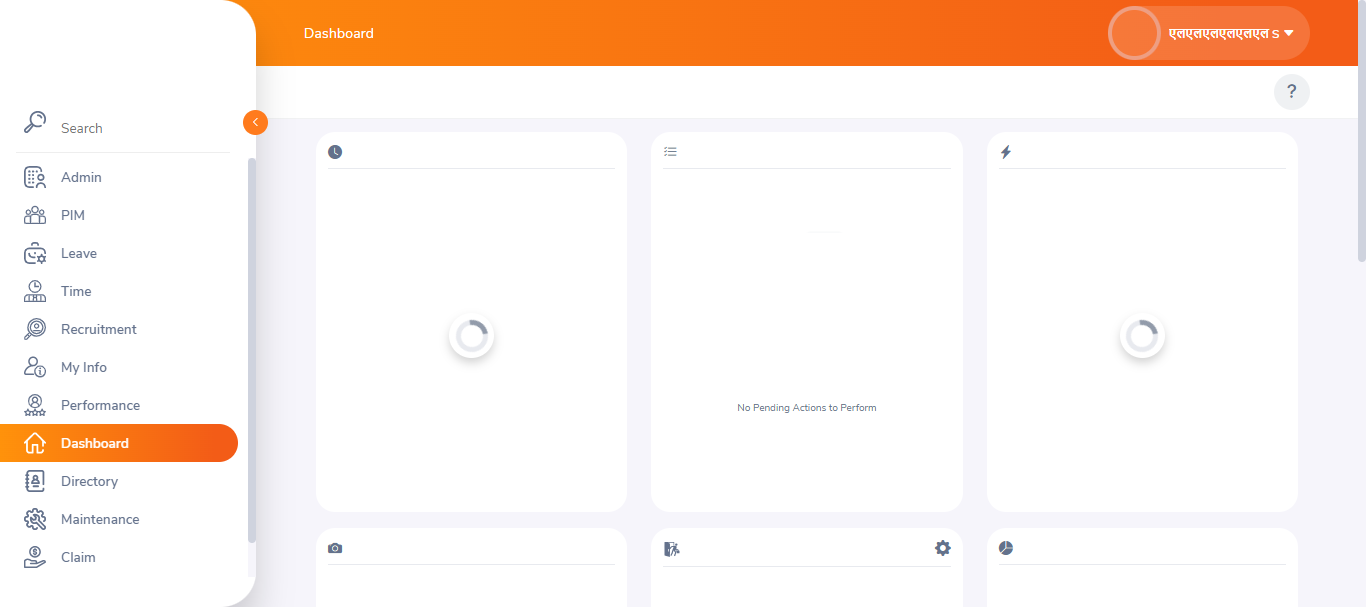 Dashboard
एलएलएलएलएलएल s
?
Search
Admin
PIM
Leave
Time
Recruitment
My Info
Performance
Dashboard
Directory
Maintenance
Claim
No Pending Actions to Perform